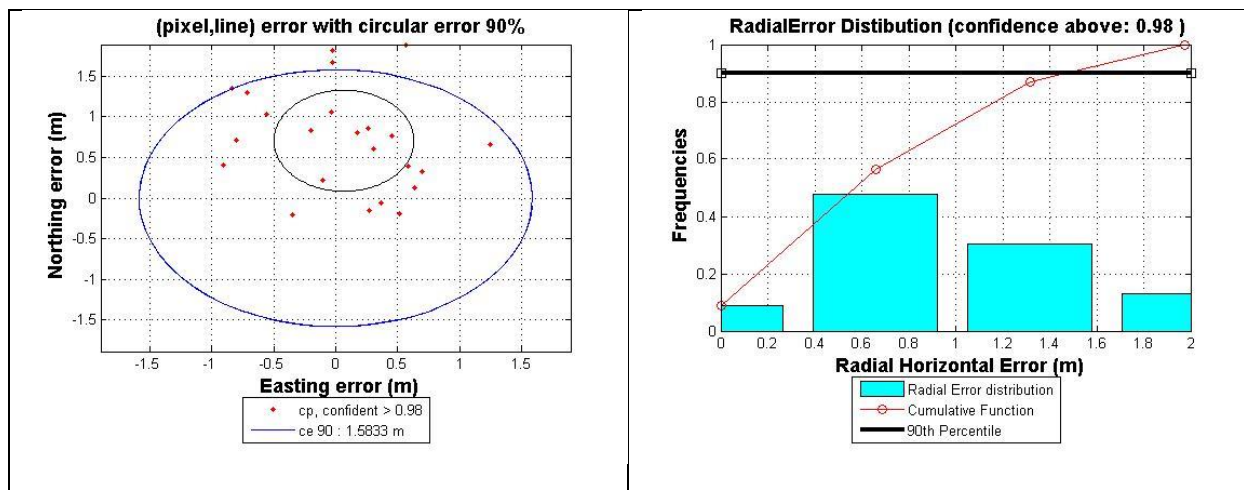 (pixel,line) error with circular error 90%
Northing error (m)
1.5
1
0.5
0
-0.5
-1
-1.5
-1.5
-1
-0.5
0
0.5
1
1.5
Easting error (m)
cp, confident > 0.98
ce 90 : 1.5833 m
RadialError Distibution (confidence above: 0.98 )
Frequencies
1
0.8
0.6
0.4
0.2
0
0
0.2
0.4
0.6
0.8
1
1.2
1.4
1.6
1.8
2
Radial Horizontal Error (m)
Radial Error distribution
Cumulative Function
90th Percentile